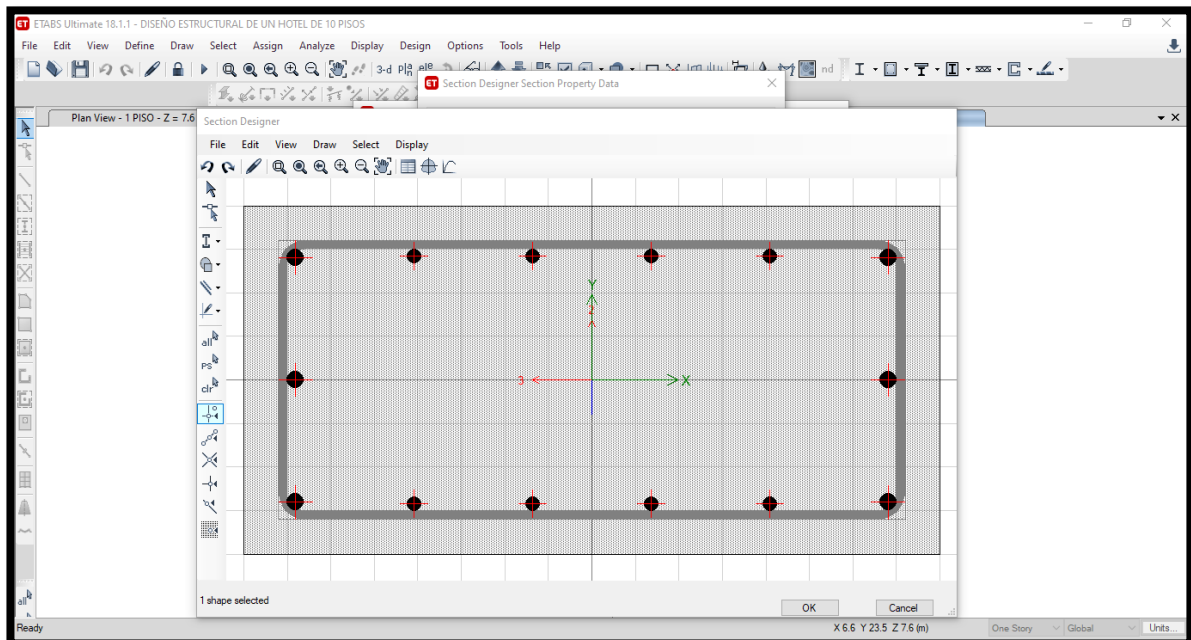 ETABS Ultimate 18.1.1 - DISEÑO ESTRUCTURAL DE UN HOTEL DE 10 PISOS
File Edit View Define Draw Select Assign Analyze Display Design Options Tools Help
3-d
nd
Section Designer Section Property Data
Plan View - 1 PISO - Z = 7.6
Section Designer
File Edit View Draw Select Display
Y
2
3
X
all
PS
clr
1 shape selected
OK Cancel
all
Ready
X 6.6 Y 23.5 Z 7.6 (m)
One Story Global Units...